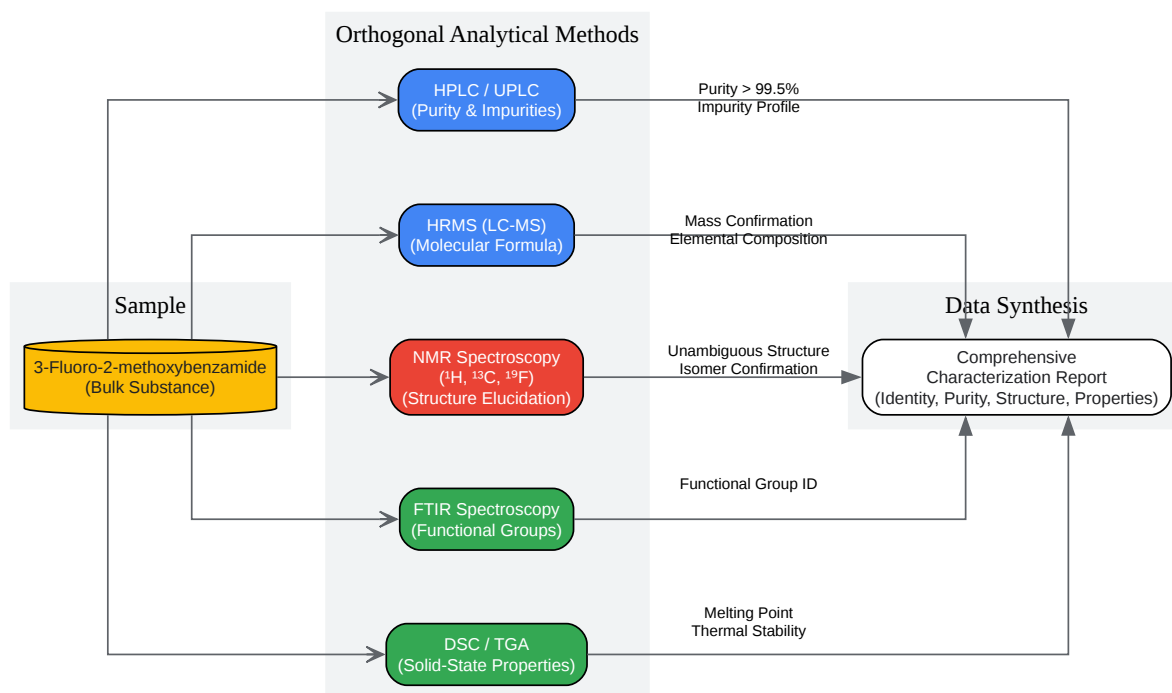 Orthogonal Analytical Methods
HPLC / UPLC
(Purity & Impurities)
Purity > 99.5%
Impurity Profile
HRMS (LC-MS)
(Molecular Formula)
Mass Confirmation
Elemental Composition
Sample
3-Fluoro-2-methoxybenzamide
(Bulk Substance)
NMR Spectroscopy
(¹H, ¹³C, ¹⁹F)
(Structure Elucidation)
Unambiguous Structure
Isomer Confirmation
Data Synthesis
Comprehensive
Characterization Report
(Identity, Purity, Structure, Properties)
FTIR Spectroscopy
(Functional Groups)
Functional Group ID
DSC / TGA
(Solid-State Properties)
Melting Point
Thermal Stability